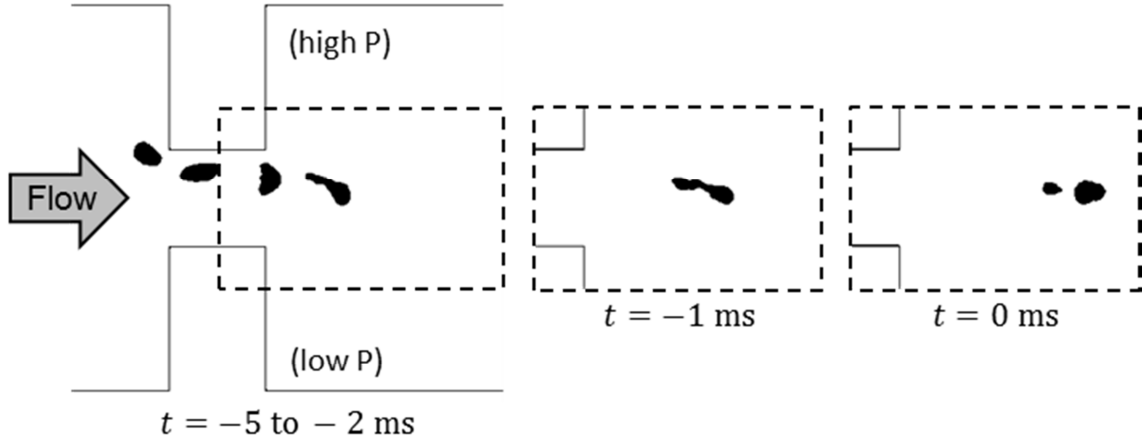 (high P)
Flow
(low P)
t = −5 to − 2 ms
t = −1 ms
t = 0 ms